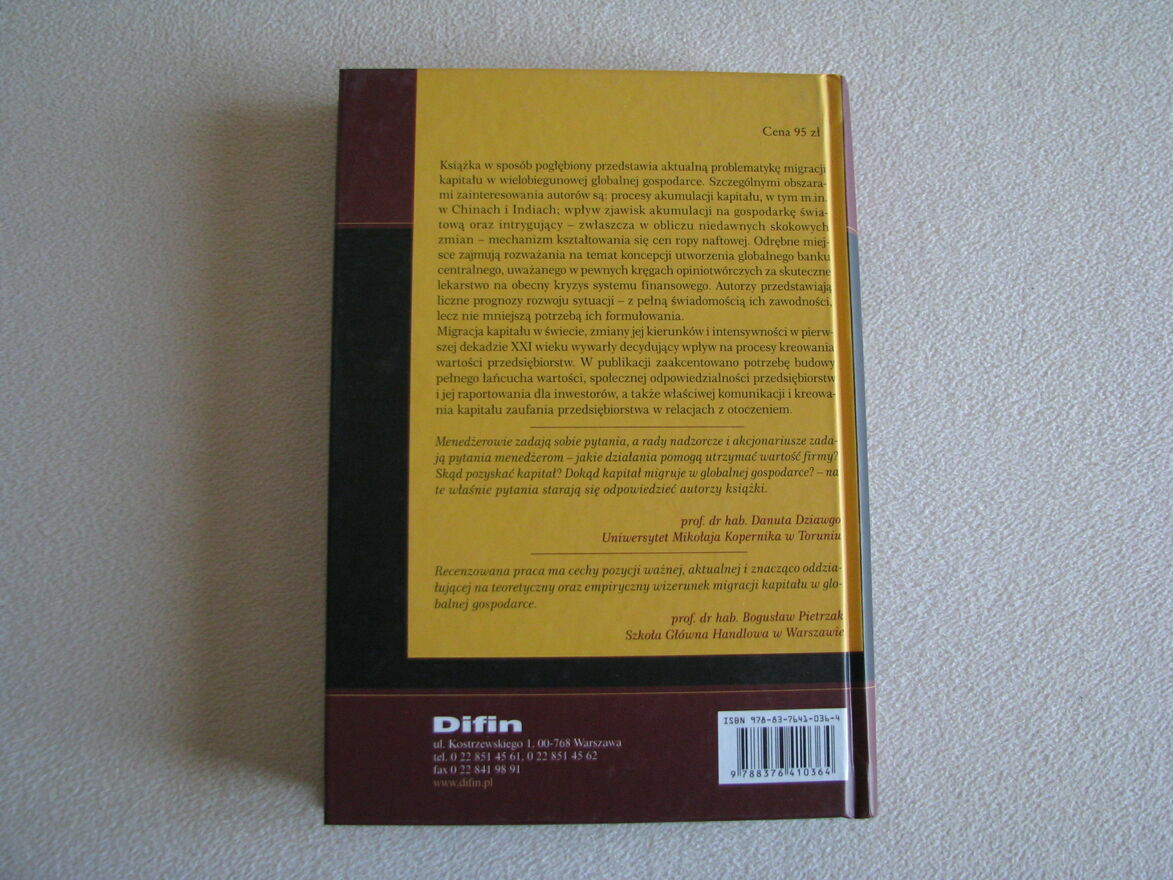 Cena 95 zł
Książka w sposób pogłębiony przedstawia aktualną problematykę migracji
kapitału w wielobiegunowej globalnej gospodarce. Szczególnymi obszara-
mi zainteresowania autorów są: procesy akumulacji kapitału, w tym m.in.
w Chinach i Indiach; wpływ zjawisk akumulacji na gospodarkę świa-
tową oraz intrygujący – zwłaszcza w obliczu niedawnych skokowych
zmian – mechanizm kształtowania się cen ropy naftowej. Odrębne miej-
sce zajmują rozważania na temat koncepcji utworzenia globalnego banku
centralnego, uważanego w pewnych kręgach opiniotwórczych za skuteczne
lekarstwo na obecny kryzys systemu finansowego. Autorzy przedstawiają
liczne prognozy rozwoju sytuacji – z pełną świadomością ich zawodności,
lecz nie mniejszą potrzebą ich formułowania.
Migracja kapitału w świecie, zmiany jej kierunków i intensywności w pierw-
szej dekadzie XXI wieku wywarły decydujący wpływ na procesy kreowania
wartości przedsiębiorstw. W publikacji zaakcentowano potrzebę budowy
pełnego łańcucha wartości, społecznej odpowiedzialności przedsiębiorstw
i jej raportowania dla inwestorów, a także właściwej komunikacji i kreowa-
nia kapitału zaufania przedsiębiorstwa w relacjach z otoczeniem.
Menedżerowie zadają sobie pytania, a rady nadzorcze i akcjonariusze zada-
ją pytania menedżerom – jakie działania pomogą utrzymać wartość firmy?
Skąd pozyskać kapitał? Dokąd kapitał migruje w globalnej gospodarce? – na
te właśnie pytania starają się odpowiedzieć autorzy książki.
prof. dr hab. Danuta Dziawgo
Uniwersytet Mikołaja Kopernika w Toruniu
Recenzowana praca ma cechy pozycji ważnej, aktualnej i znacząco oddzia-
łującej na teoretyczny oraz empiryczny wizerunek migracji kapitału w glo-
balnej gospodarce.
prof. dr hab. Bogusław Pietrzak
Szkoła Główna Handlowa w Warszawie
Difin
ul. Kostrzewskiego 1, 00-768 Warszawa
tel. 0 22 851 45 61, 0 22 851 45 62
fax 0 22 841 98 91
www.difin.pl
ISBN 978-83-7641-036-4
9 788376 410364